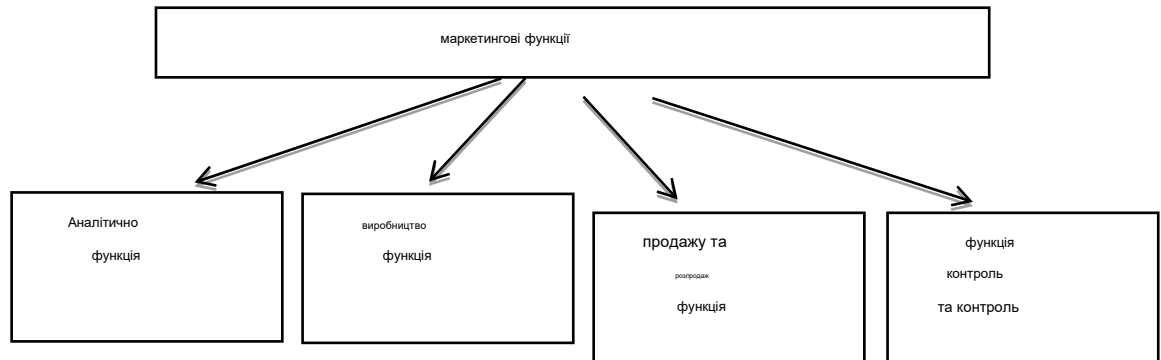 маркетингові функції
Аналітично
функція
виробництво
функція
продажу та
розпродаж
функція
функція
контроль
та контроль